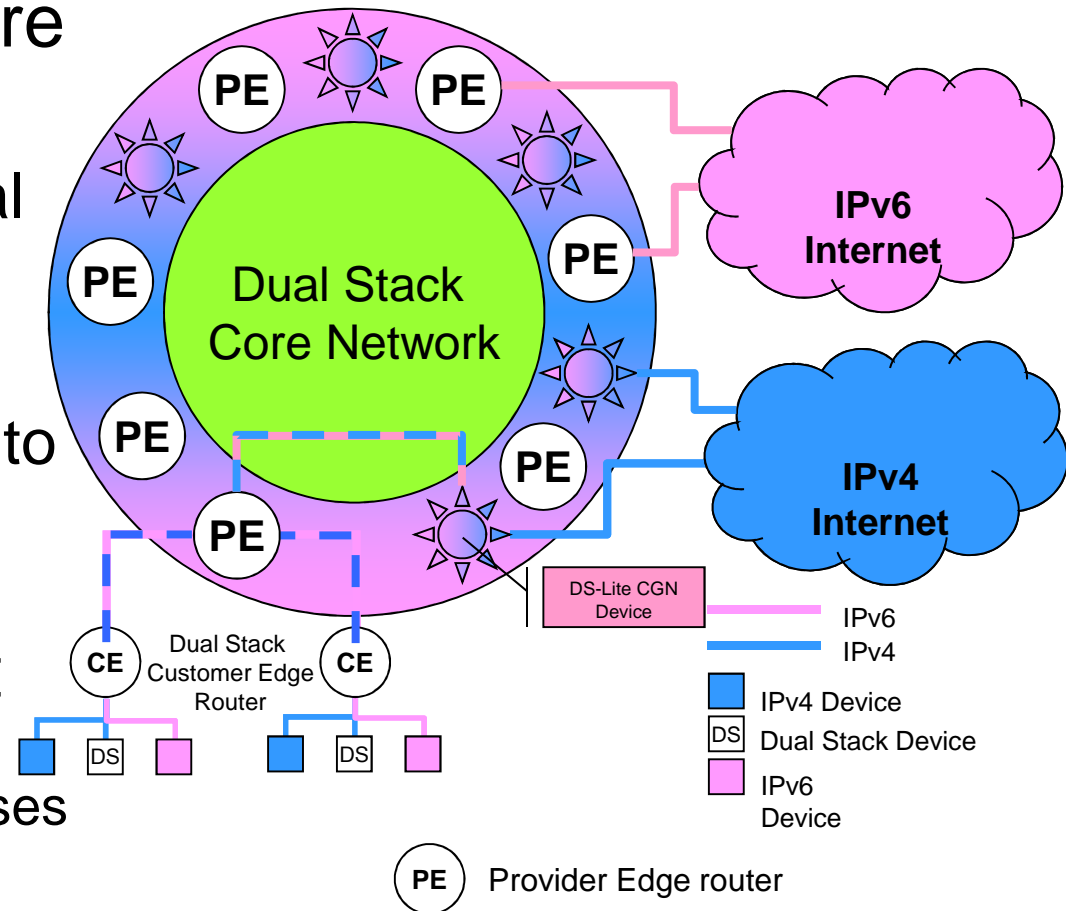 re
PE
PE
al
IPv6
Internet
PE
PE
Dual Stack
Core Network
to
PE
PE
IPv4
Internet
PE
DS-Lite CGN
Device
IPv6
IPv4
CE
Dual Stack
Customer Edge
Router
CE
IPv4 Device
DS
DS
DS
Dual Stack Device
IPv6
Device
ses
PE
Provider Edge router